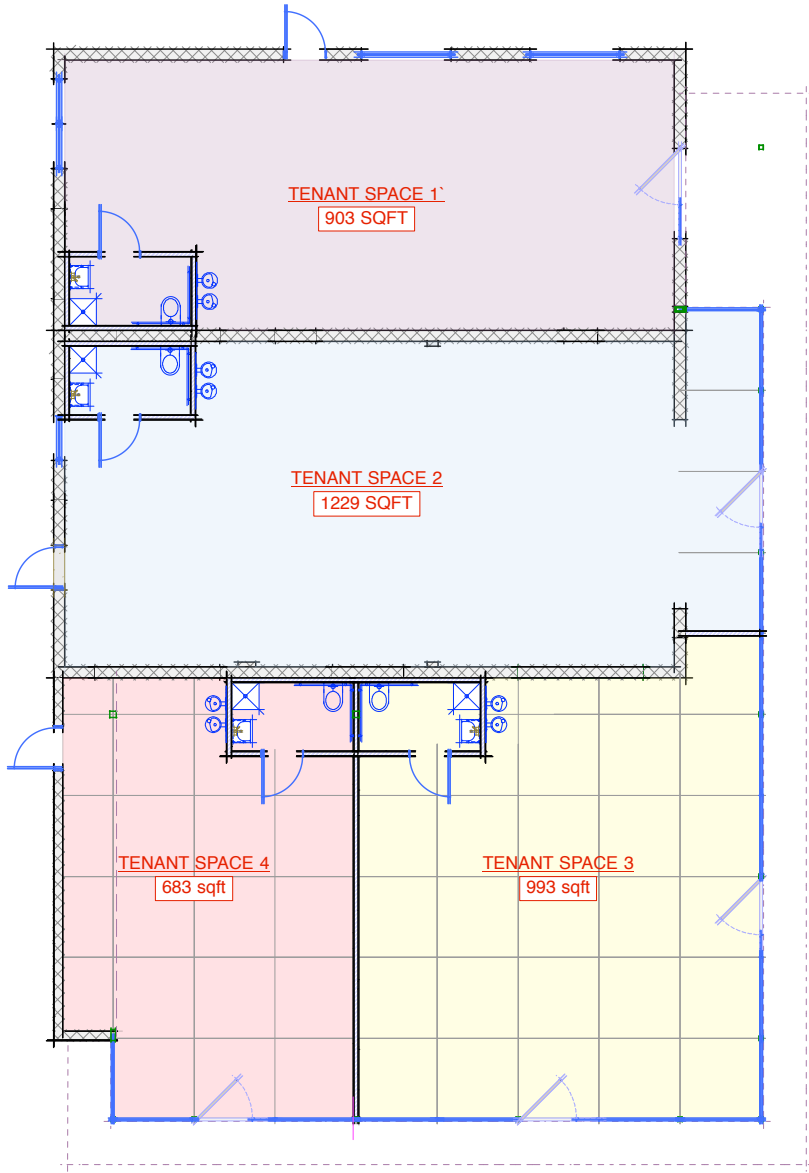 TENANT SPACE 1`
903 SQFT
TENANT SPACE 2
1229 SQFT
TENANT SPACE 4
683 sqft
TENANT SPACE 3
993 sqft